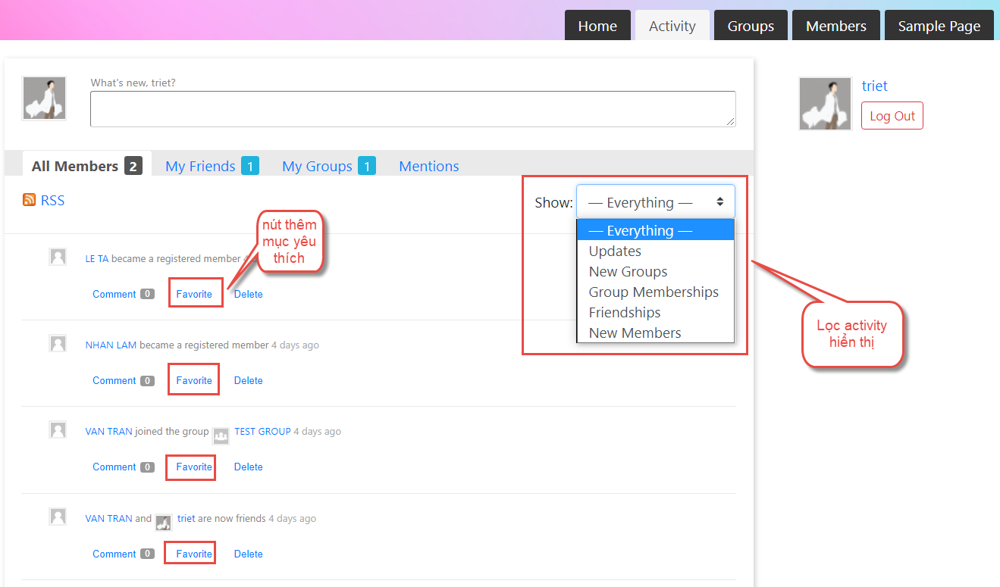 Home Activity Groups Members Sample Page
What's new, triet?
triet
Log Out
All Members 2 My Friends 1 My Groups 1 Mentions
RSS
Show: — Everything —
— Everything —
Updates
New Groups
Group Memberships
Friendships
New Members
nút thêm
mục yêu
thích
Lọc activity
hiển thị
LE TA became a registered member
Comment 0 Favorite Delete
NHAN LAM became a registered member 4 days ago
Comment 0 Favorite Delete
VAN TRAN joined the group TEST GROUP 4 days ago
Comment 0 Favorite Delete
VAN TRAN and triet are now friends 4 days ago
Comment 0 Favorite Delete